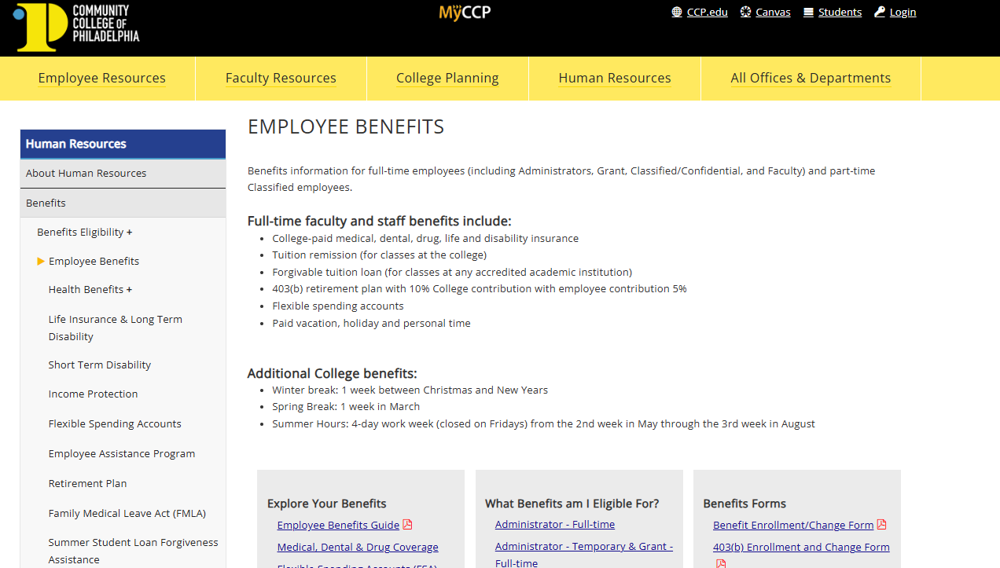 COMMUNITY
COLLEGE OF
PHILADELPHIA
MyCCP
CCP.edu Canvas Students Login
Employee Resources Faculty Resources College Planning Human Resources All Offices & Departments
Human Resources
About Human Resources
Benefits
Benefits Eligibility +
Employee Benefits
Health Benefits +
Life Insurance & Long Term
Disability
Short Term Disability
Income Protection
Flexible Spending Accounts
Employee Assistance Program
Retirement Plan
Family Medical Leave Act (FMLA)
Summer Student Loan Forgiveness
Assistance
EMPLOYEE BENEFITS
Benefits information for full-time employees (including Administrators, Grant, Classified/Confidential, and Faculty) and part-time
Classified employees.
Full-time faculty and staff benefits include:
• College-paid medical, dental, drug, life and disability insurance
• Tuition remission (for classes at the college)
• Forgivable tuition loan (for classes at any accredited academic institution)
• 403(b) retirement plan with 10% College contribution with employee contribution 5%
• Flexible spending accounts
• Paid vacation, holiday and personal time
Additional College benefits:
• Winter break: 1 week between Christmas and New Years
• Spring Break: 1 week in March
• Summer Hours: 4-day work week (closed on Fridays) from the 2nd week in May through the 3rd week in August
Explore Your Benefits
Employee Benefits Guide
Medical, Dental & Drug Coverage
Flexible Spending Accounts (FSA)
What Benefits am I Eligible For?
Administrator - Full-time
Administrator - Temporary & Grant -
Full-time
Benefits Forms
Benefit Enrollment/Change Form
403(b) Enrollment and Change Form